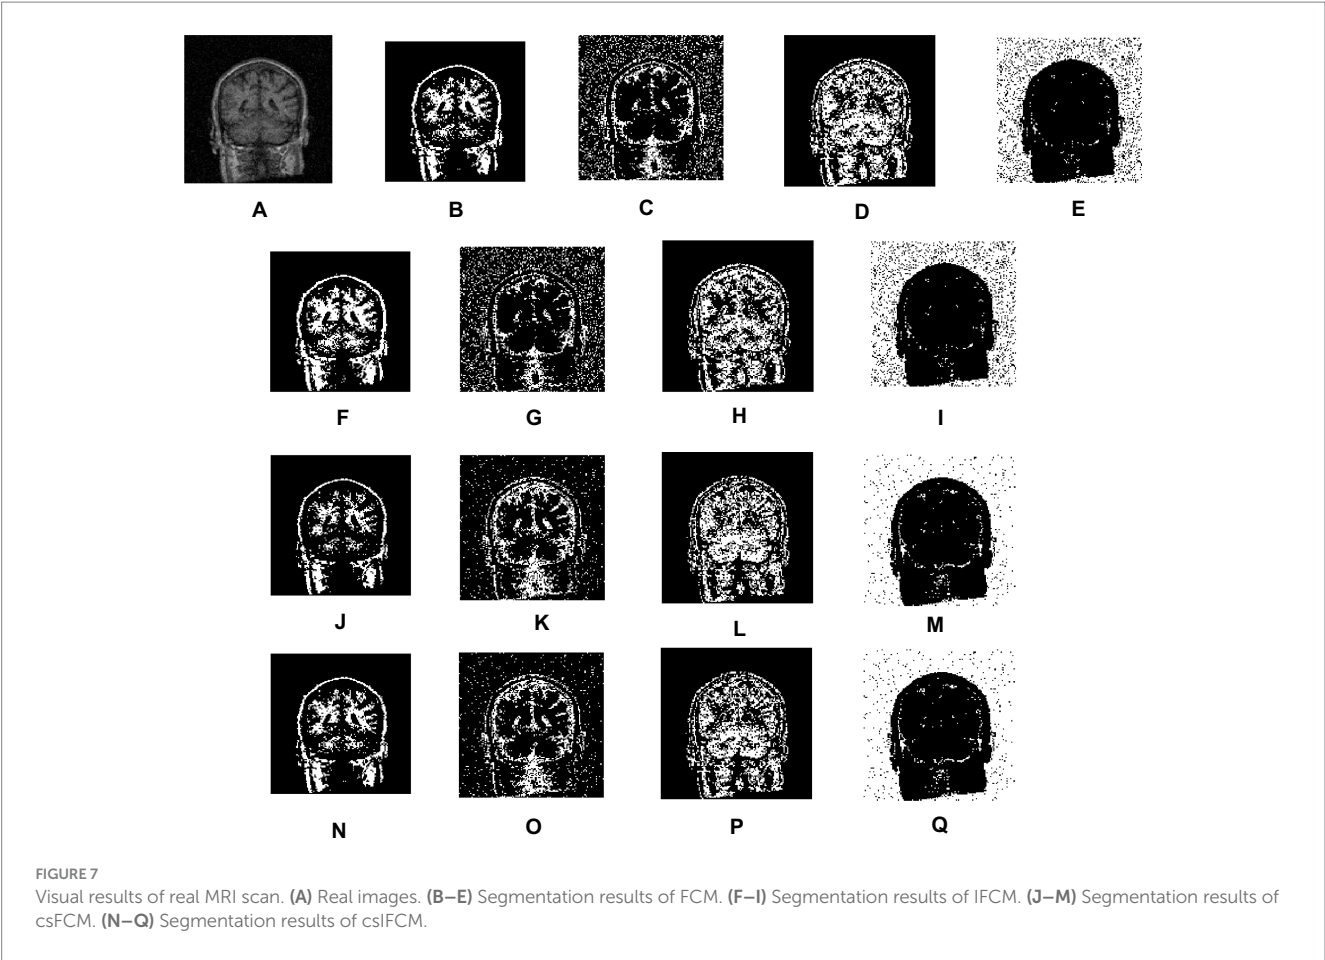 A B C D E
F G H I
J K L M
N O P Q
FIGURE 7
Visual results of real MRI scan. (A) Real images. (B–E) Segmentation results of FCM. (F–I) Segmentation results of IFCM. (J–M) Segmentation results of
csFCM. (N–Q) Segmentation results of csIFCM.